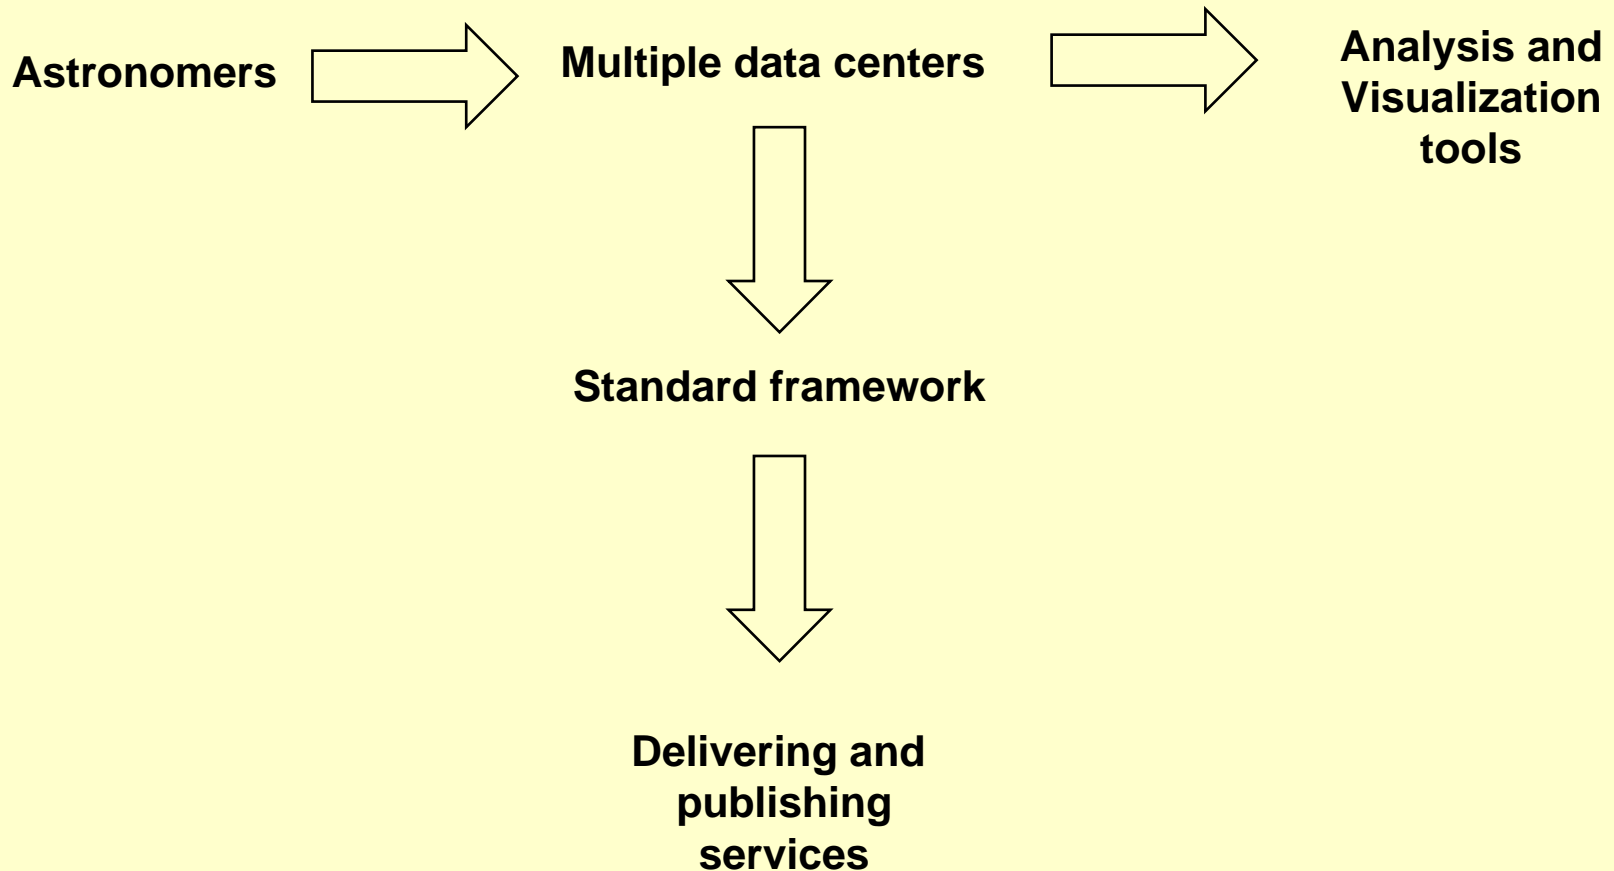 Astronomers
Multiple data centers
Analysis and
Visualization
tools
Standard framework
Delivering and
publishing
services